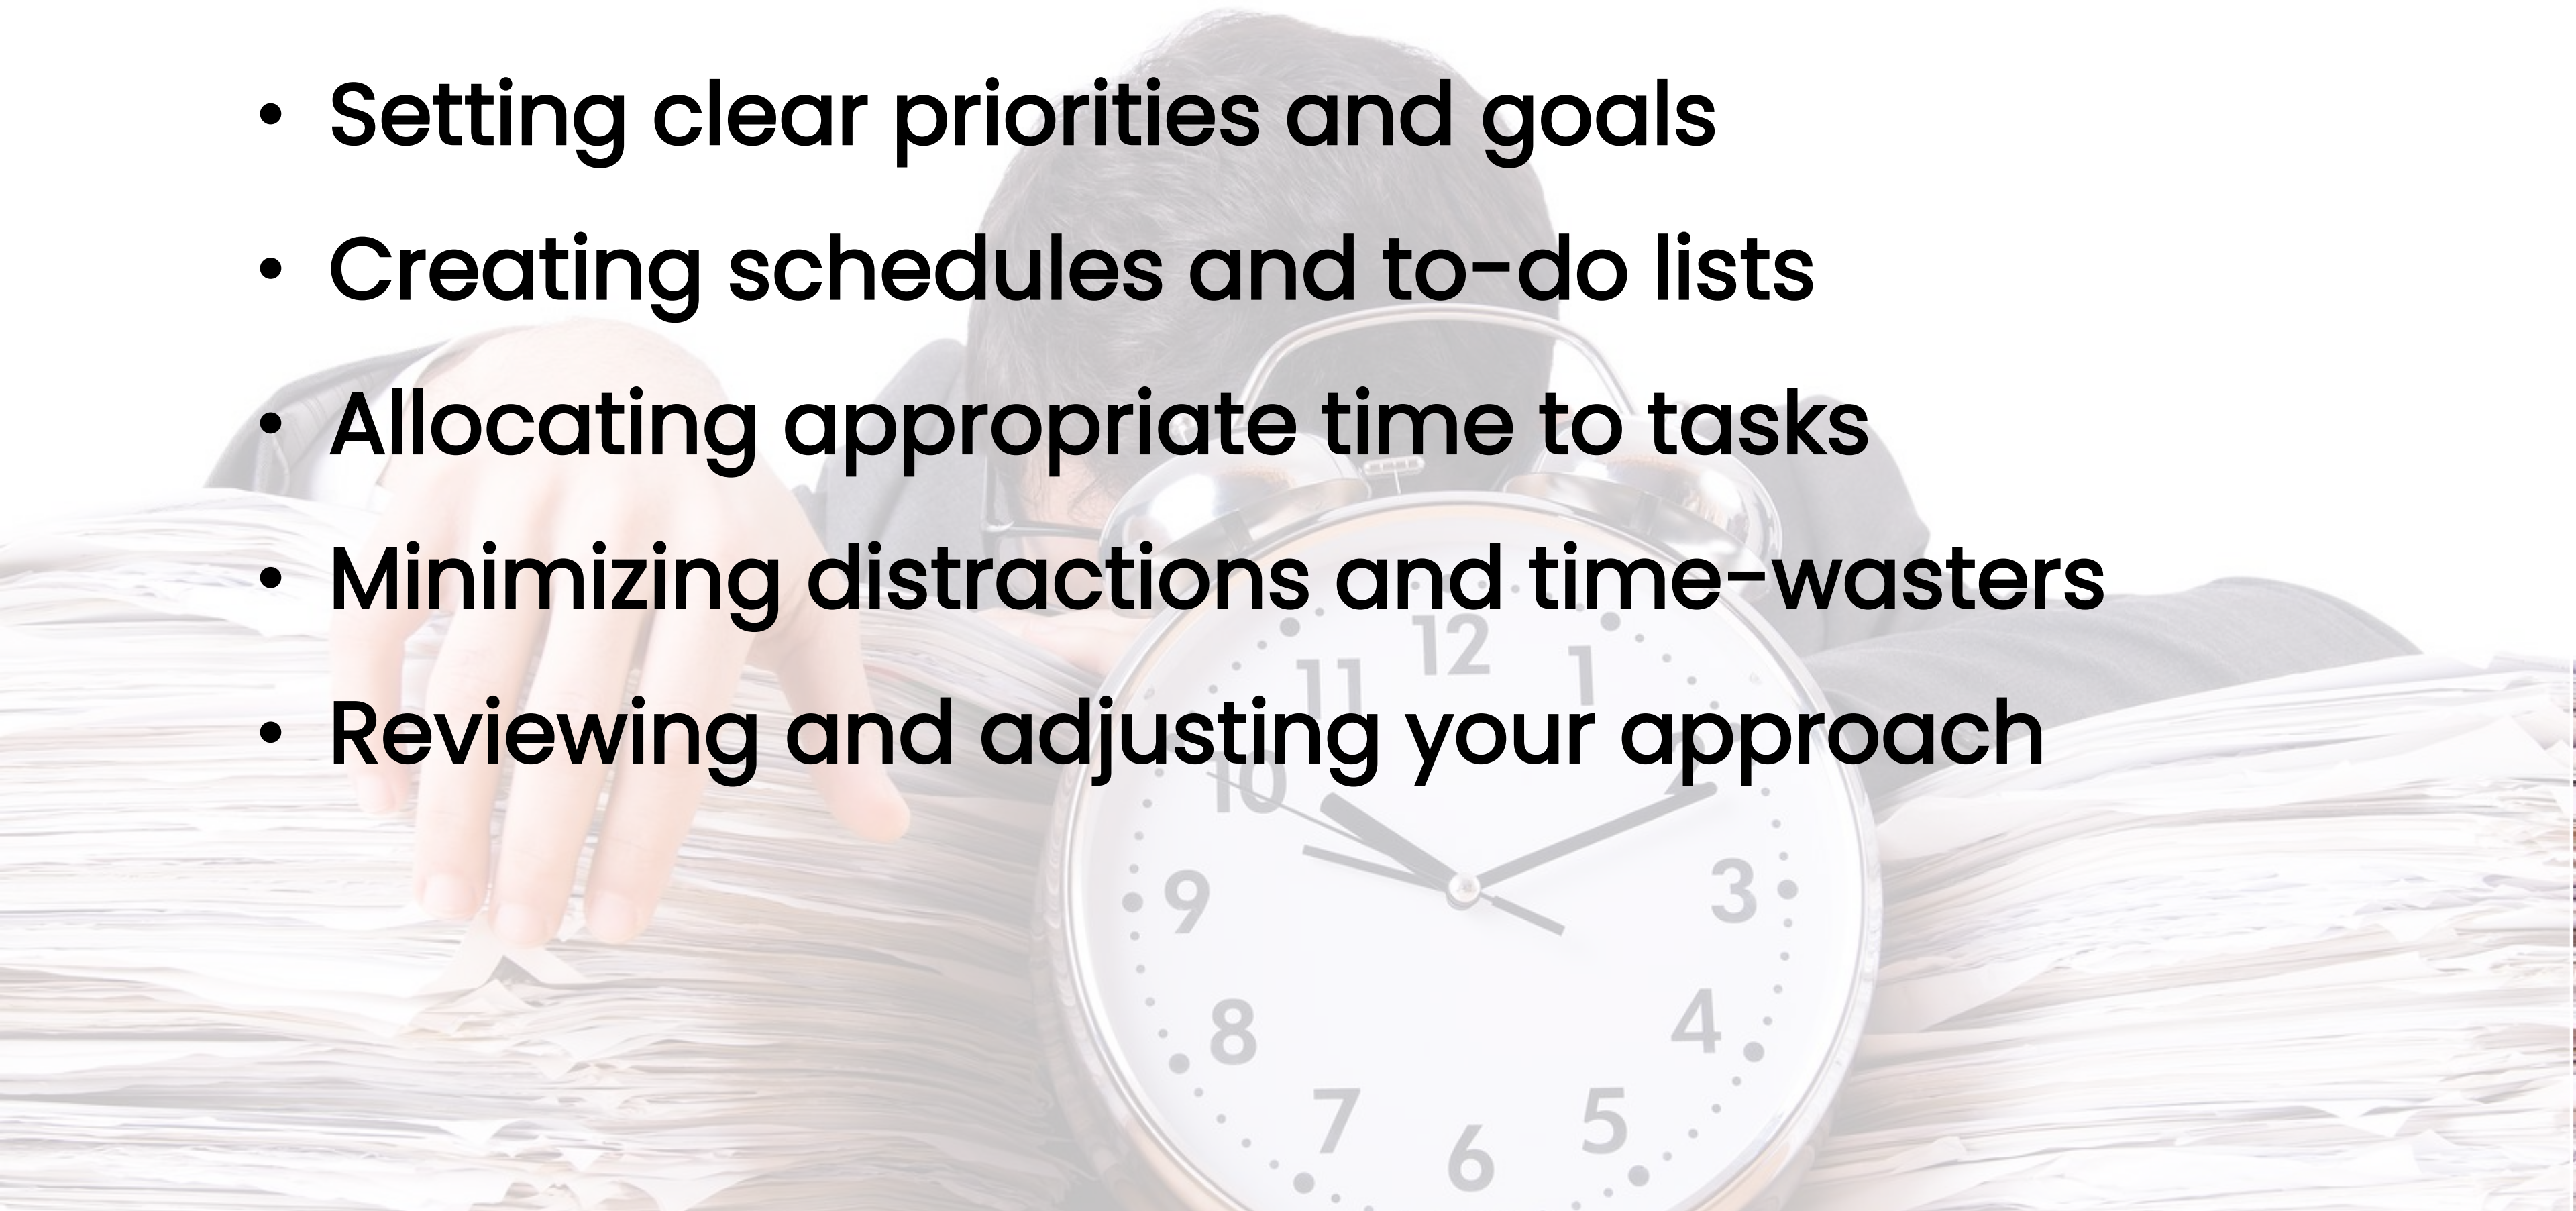 • Setting clear priorities and goals
• Creating schedules and to-do lists
• Allocating appropriate time to tasks
• Minimizing distractions and time-wasters
• Reviewing and adjusting your approach
12
11 1
10 2
9 3
8 4
7 5
6